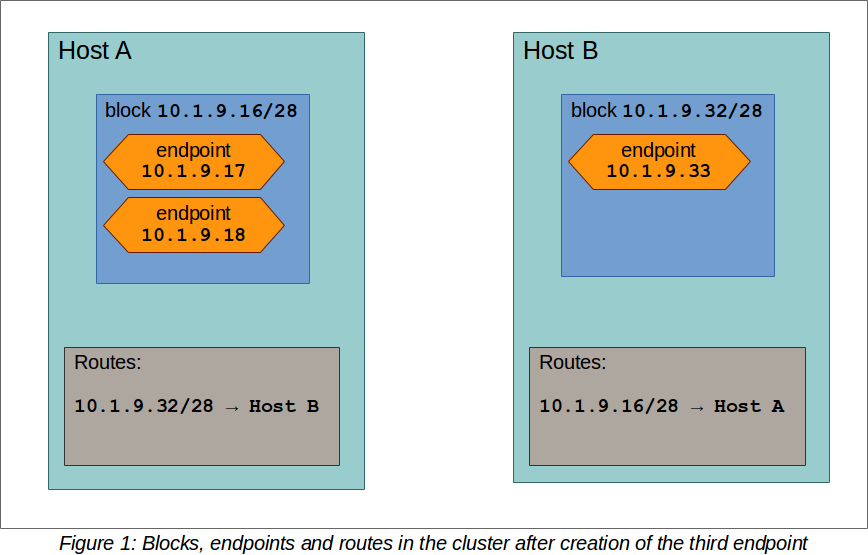 Host A
block 10.1.9.16/28
endpoint
10.1.9.17
endpoint
10.1.9.18
Routes:
10.1.9.32/28 → Host B
Host B
block 10.1.9.32/28
endpoint
10.1.9.33
Routes:
10.1.9.16/28 → Host A
Figure 1: Blocks, endpoints and routes in the cluster after creation of the third endpoint